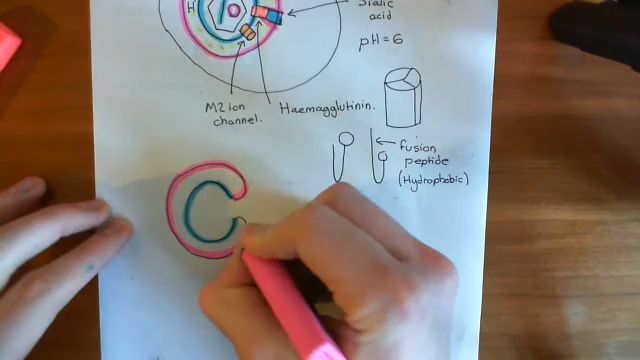 H
Sialic
acid
pH=6
M2 ion
channel.
Haemagglutinin.
fusion
peptide
(Hydrophobic)